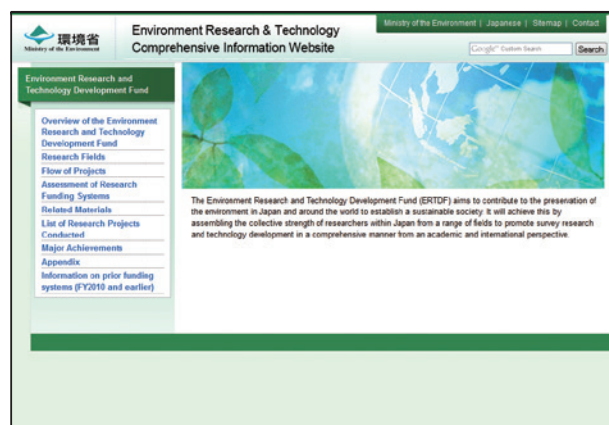 環境省
Ministry of the Environment
Environment Research & Technology
Comprehensive Information Website
Ministry of the Environment | Japanese | Sitemap | Contact
Google™ Custom Search
Search
Environment Research and
Technology Development Fund
Overview of the Environment
Research and Technology
Development Fund
Research Fields
Flow of Projects
Assessment of Research
Funding Systems
Related Materials
List of Research Projects
Conducted
Major Achievements
Appendix
Information on prior funding
systems (FY2010 and earlier)
The Environment Research and Technology Development Fund (ERTDF) aims to contribute to the preservation of
the environment in Japan and around the world to establish a sustainable society. It will achieve this by
assembling the collective strength of researchers within Japan from a range of fields to promote survey research
and technology development in a comprehensive manner from an academic and international perspective.